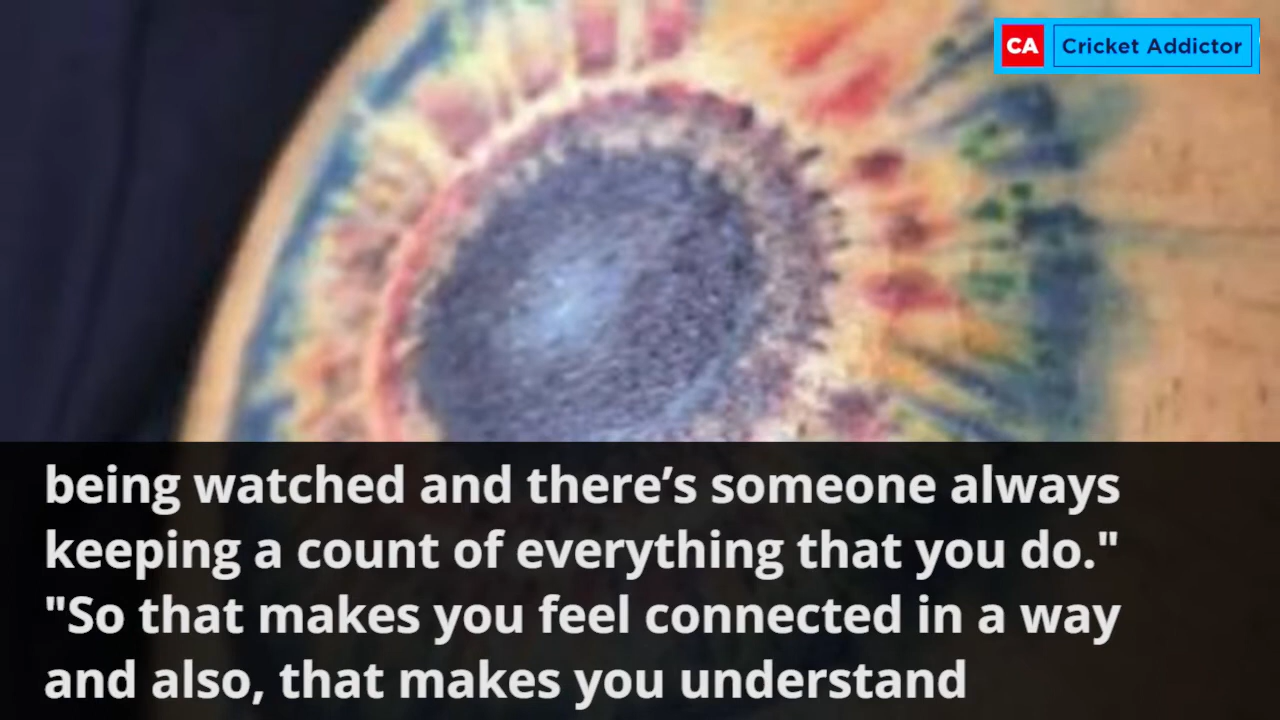 CA Cricket Addictor
being watched and there’s someone always
keeping a count of everything that you do."
"So that makes you feel connected in a way
and also, that makes you understand